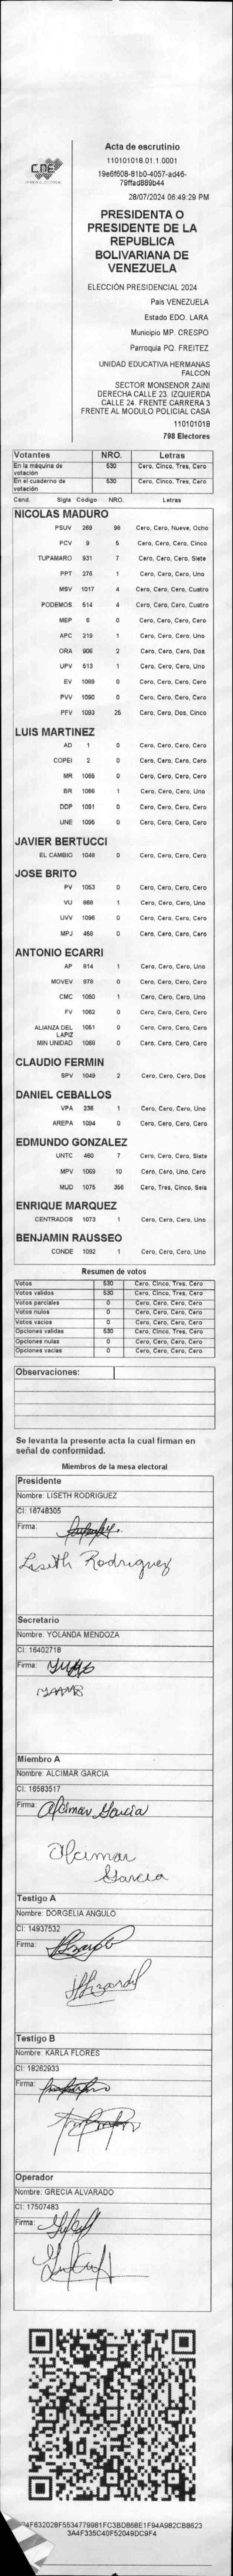 CNE
Acta de escrutinio
110101018.01.1.0001
19e6f608-81b0-4057-ad46-
79ffad889b44
28/07/2024 06:49:29 PM
PRESIDENTA O
PRESIDENTE DE LA
REPUBLICA
BOLIVARIANA DE
VENEZUELA
ELECCIÓN PRESIDENCIAL 2024
Pais VENEZUELA
Estado EDO. LARA
Municipio MP. CRESPO
Parroquia PQ. FREITEZ
UNIDAD EDUCATIVA HERMANAS
FALCON
SECTOR MONSENOR ZAINI
DERECHA CALLE 23. IZQUIERDA
CALLE 24. FRENTE CARRERA 3
FRENTE AL MODULO POLICIAL CASA
110101018
798 Electores
Votantes NRO. Letras
En la máquina de votación 530 Cero, Cinco, Tres, Cero
En el cuaderno de votación 530 Cero, Cinco, Tres, Cero
Cand. Sigla Codigo NRO. Letras
NICOLAS MADURO
PSUV 269 98 Cero, Cero, Nueve, Ocho
PCV 9 5 Cero, Cero, Cero, Cinco
TUPAMARO 931 7 Cero, Cero, Cero, Siete
PPT 276 1 Cero, Cero, Cero, Uno
MSV 1017 4 Cero, Cero, Cero, Cuatro
PODEMOS 514 4 Cero, Cero, Cero, Cuatro
MEP 6 0 Cero, Cero, Cero, Cero
APC 219 1 Cero, Cero, Cero, Uno
ORA 906 2 Cero, Cero, Cero, Dos
UPV 513 1 Cero, Cero, Cero, Uno
EV 1089 0 Cero, Cero, Cero, Cero
PVV 1090 0 Cero, Cero, Cero, Cero
PFV 1093 25 Cero, Cero, Dos, Cinco
LUIS MARTINEZ
AD 1 0 Cero, Cero, Cero, Cero
COPEI 2 0 Cero, Cero, Cero, Cero
MR 1055 0 Cero, Cero, Cero, Cero
BR 1066 1 Cero, Cero, Cero, Uno
DDP 1091 0 Cero, Cero, Cero, Cero
UNE 1095 0 Cero, Cero, Cero, Cero
JAVIER BERTUCCI
EL CAMBIO 1048 0 Cero, Cero, Cero, Cero
JOSE BRITO
PV 1053 0 Cero, Cero, Cero, Cero
VU 868 1 Cero, Cero, Cero, Uno
UVV 1096 0 Cero, Cero, Cero, Cero
MPJ 458 0 Cero, Cero, Cero, Cero
ANTONIO ECARRI
AP 814 1 Cero, Cero, Cero, Uno
MOVEV 978 0 Cero, Cero, Cero, Cero
CMC 1050 1 Cero, Cero, Cero, Uno
FV 1062 0 Cero, Cero, Cero, Cero
ALIANZA DEL LAPIZ 1051 0 Cero, Cero, Cero, Cero
MIN UNIDAD 1068 0 Cero, Cero, Cero, Cero
CLAUDIO FERMIN
SPV 1049 2 Cero, Cero, Cero, Dos
DANIEL CEBALLOS
VPA 236 1 Cero, Cero, Cero, Uno
AREPA 1094 0 Cero, Cero, Cero, Cero
EDMUNDO GONZALEZ
UNTC 460 7 Cero, Cero, Cero, Siete
MPV 1069 10 Cero, Cero, Uno, Cero
MUD 1075 356 Cero, Tres, Cinco, Seis
ENRIQUE MARQUEZ
CENTRADOS 1073 1 Cero, Cero, Cero, Uno
BENJAMIN RAUSSEO
CONDE 1092 1 Cero, Cero, Cero, Uno
Resumen de votos
Votos 530 Cero, Cinco, Tres, Cero
Votos validos 530 Cero, Cinco, Tres, Cero
Votos parciales 0 Cero, Cero, Cero, Cero
Votos nulos 0 Cero, Cero, Cero, Cero
Votos vacios 0 Cero, Cero, Cero, Cero
Opciones validas 530 Cero, Cinco, Tres, Cero
Opciones nulas 0 Cero, Cero, Cero, Cero
Opciones vacias 0 Cero, Cero, Cero, Cero
Observaciones:
Se levanta la presente acta la cual firman en
señal de conformidad.
Miembros de la mesa electoral
Presidente
Nombre: LISETH RODRIGUEZ
CI: 16748305
Firma:
Liseth Rodriguez
Secretario
Nombre: YOLANDA MENDOZA
CI: 16402718
Firma:
Miembro A
Nombre: ALCIMAR GARCIA
CI: 16583517
Firma: Alcimar Garcia
Alcimar
Garcia
Testigo A
Nombre: DORGELIA ANGULO
CI: 14937532
Firma:
Testigo B
Nombre: KARLA FLORES
CI: 18262933
Firma:
Operador
Nombre: GRECIA ALVARADO
CI: 17507483
Firma:
3A4F335C40F52049DC9F4